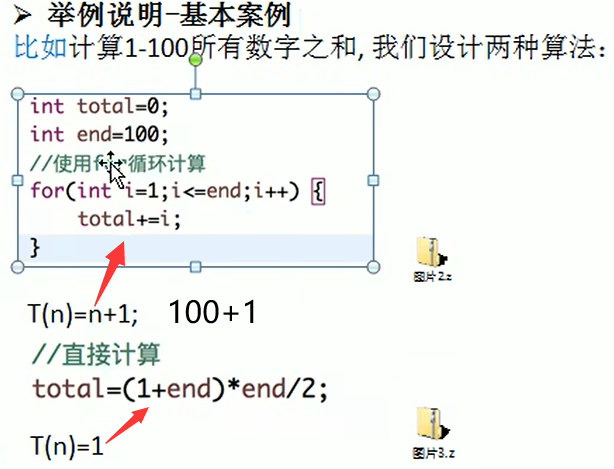 ➢ 举例说明-基本案例
比如计算1-100所有数字之和, 我们设计两种算法：
int total=0;
int end=100;
//使用for循环计算
for(int i=1;i<=end;i++) {
total+=i;
}
图片2.z
T(n)=n+1; 100+1
//直接计算
total=(1+end)*end/2;
T(n)=1
图片3.z